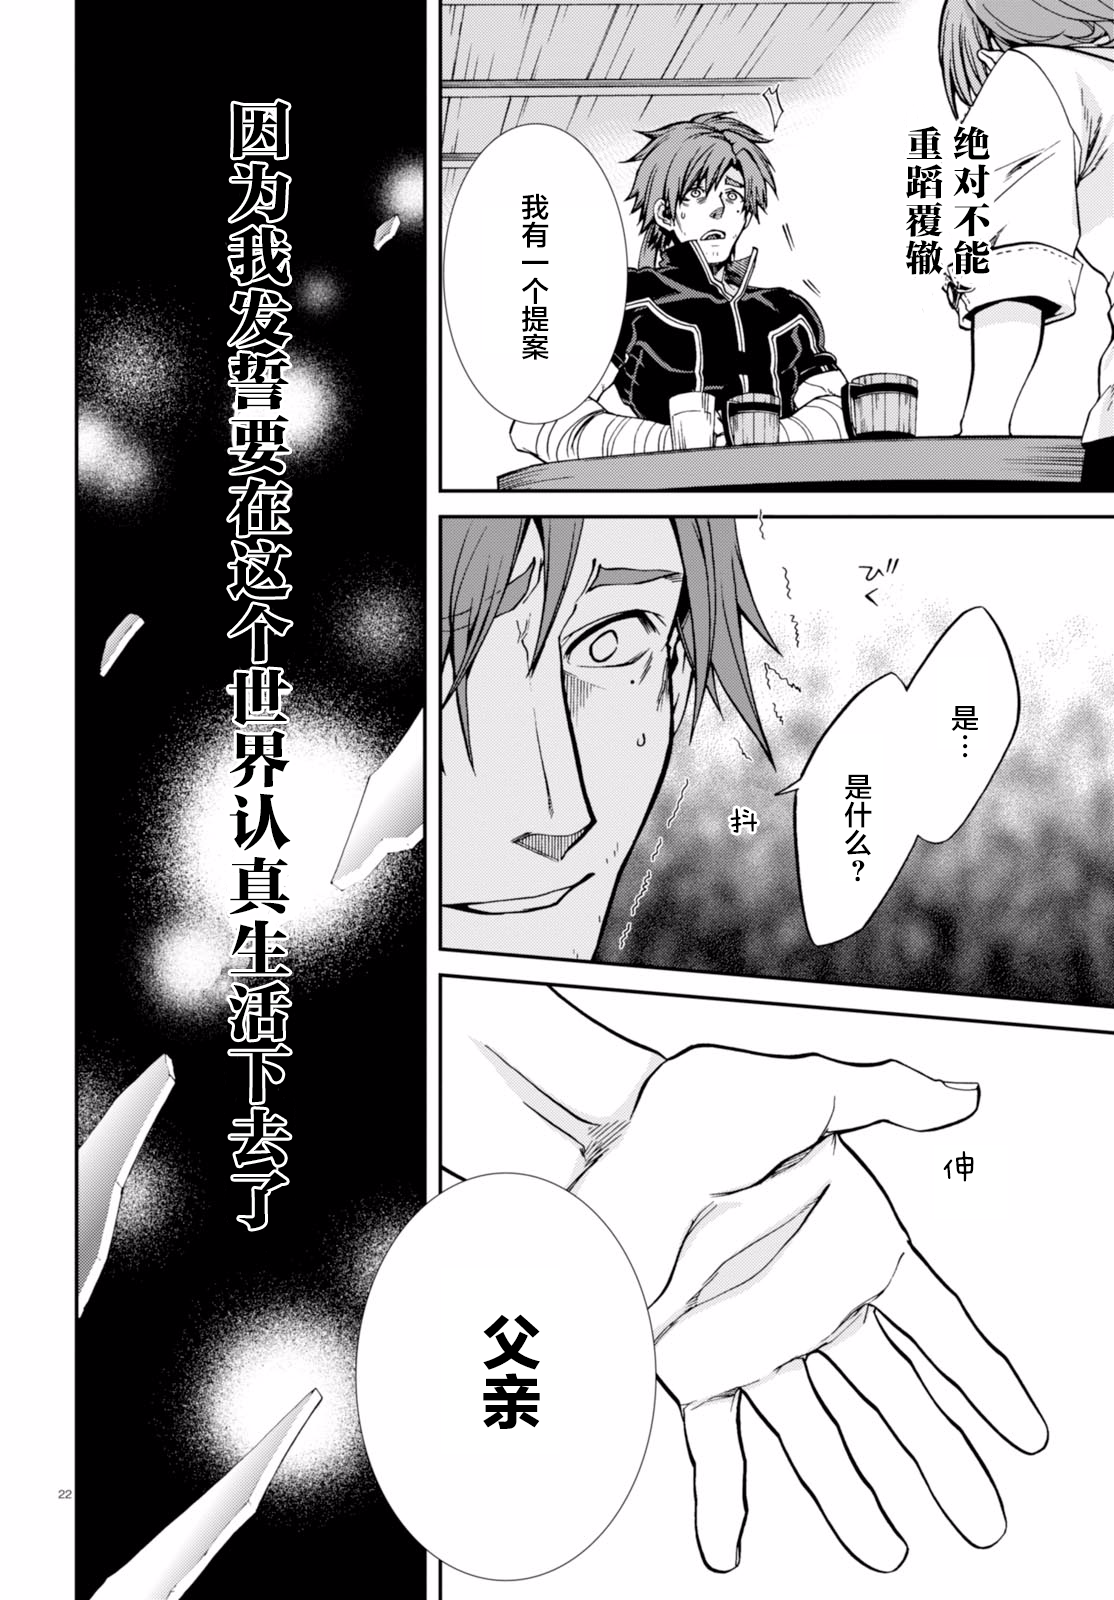 绝对不能
重蹈覆辙
我有一个提案
び
是…
是什么?
抖
伸
父亲
因为我发誓要在这个世界认真生活下去了
22